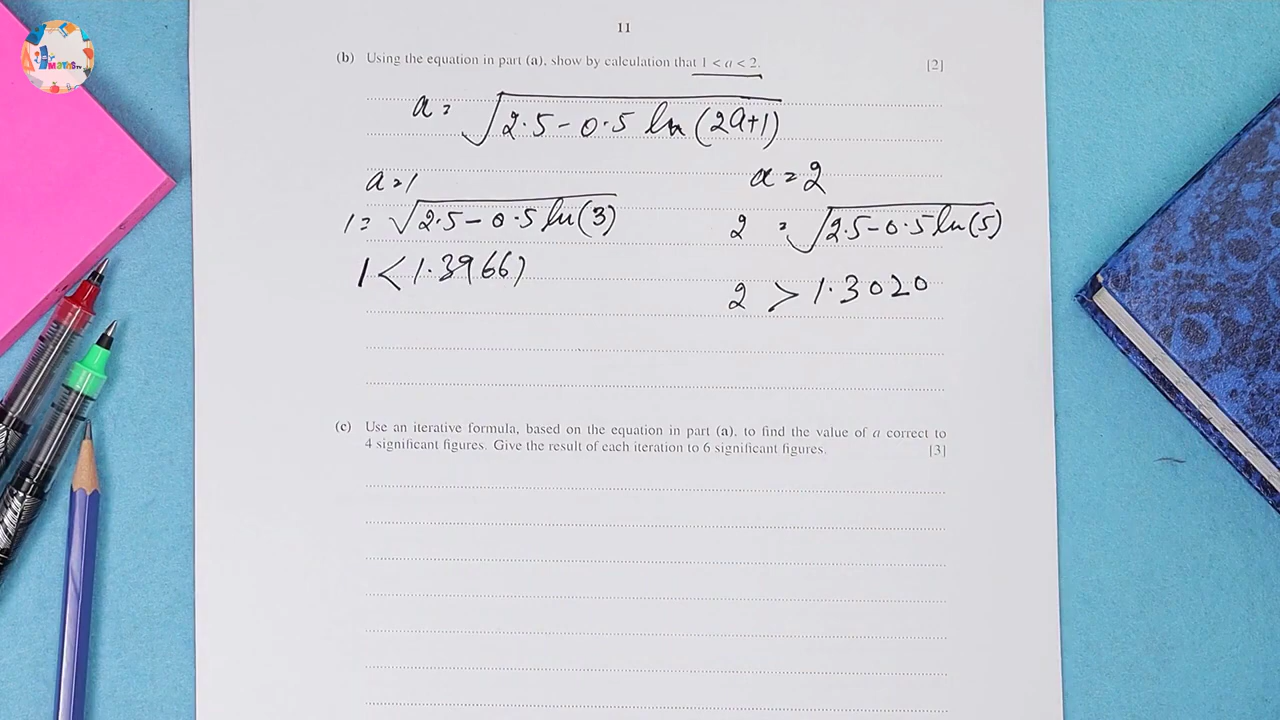 11
(b) Using the equation in part (a), show by calculation that 1 < a < 2. [2]
a = √(2.5 - 0.5 ln(2a+1))
a = 1
a = 2
1 = √(2.5 - 0.5 ln(3))
2 = √(2.5 - 0.5 ln(5))
1 < 1.39667
2 > 1.3020
(c) Use an iterative formula, based on the equation in part (a), to find the value of a correct to
4 significant figures. Give the result of each iteration to 6 significant figures. [3]